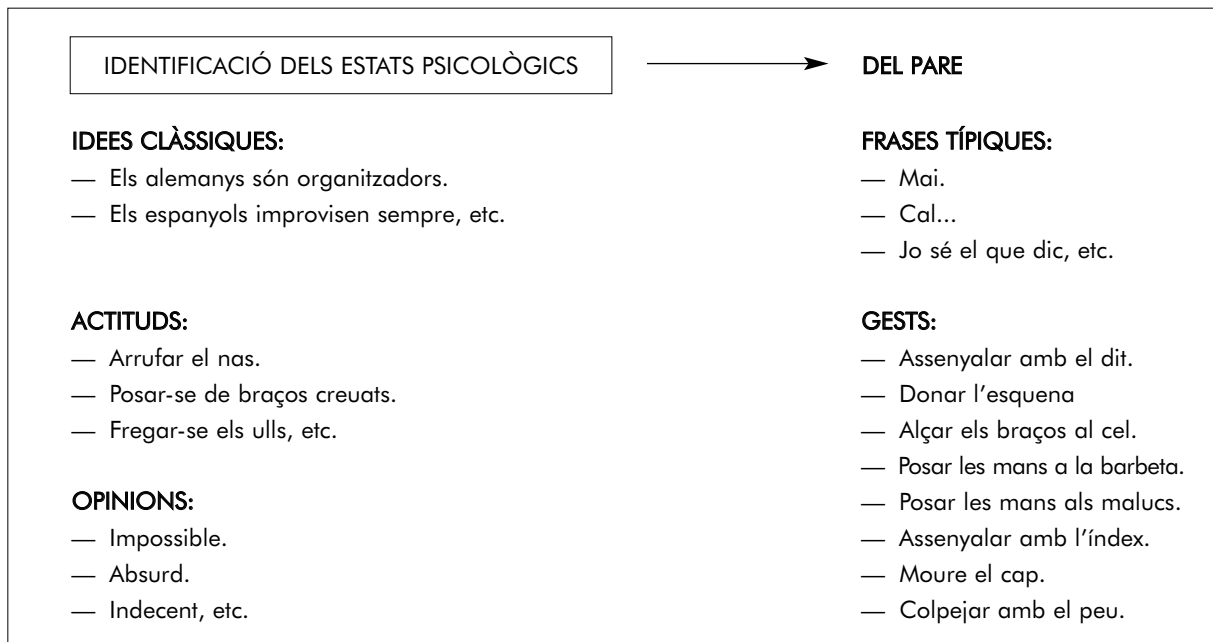 IDENTIFICACIÓ DELS ESTATS PSICOLÒGICS
DEL PARE
IDEES CLÀSSIQUES:
— Els alemanys són organitzadors.
— Els espanyols improvisen sempre, etc.
FRASES TÍPIQUES:
— Mai.
— Cal...
— Jo sé el que dic, etc.
ACTITUDS:
— Arrufar el nas.
— Posar-se de braços creuats.
— Fregar-se els ulls, etc.
OPINIONS:
— Impossible.
— Absurd.
— Indecent, etc.
GESTS:
— Assenyalar amb el dit.
— Donar l’esquena
— Alçar els braços al cel.
— Posar les mans a la barbeta.
— Posar les mans als malucs.
— Assenyalar amb l’índex.
— Moure el cap.
— Colpejar amb el peu.